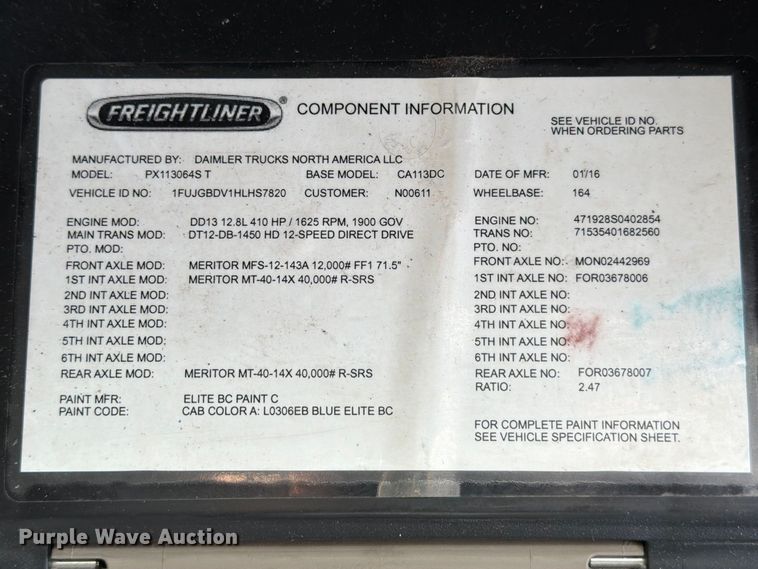 FREIGHTLINER ® COMPONENT INFORMATION
SEE VEHICLE ID NO.
WHEN ORDERING PARTS
MANUFACTURED BY: DAIMLER TRUCKS NORTH AMERICA LLC
MODEL: PX113064S T BASE MODEL: CA113DC DATE OF MFR: 01/16
VEHICLE ID NO: 1FUJGBDV1HLHS7820 CUSTOMER: N00611 WHEELBASE: 164
ENGINE MOD: DD13 12.8L 410 HP / 1625 RPM, 1900 GOV ENGINE NO: 471928S0402854
MAIN TRANS MOD: DT12-DB-1450 HD 12-SPEED DIRECT DRIVE TRANS NO: 71535401682560
PTO. MOD: PTO. NO:
FRONT AXLE MOD: MERITOR MFS-12-143A 12,000# FF1 71.5" FRONT AXLE NO: MON02442969
1ST INT AXLE MOD: MERITOR MT-40-14X 40,000# R-SRS 1ST INT AXLE NO: FOR03678006
2ND INT AXLE MOD: 2ND INT AXLE NO:
3RD INT AXLE MOD: 3RD INT AXLE NO:
4TH INT AXLE MOD: 4TH INT AXLE NO:
5TH INT AXLE MOD: 5TH INT AXLE NO:
6TH INT AXLE MOD: 6TH INT AXLE NO:
REAR AXLE MOD: MERITOR MT-40-14X 40,000# R-SRS REAR AXLE NO: FOR03678007
RATIO: 2.47
PAINT MFR: ELITE BC PAINT C
PAINT CODE: CAB COLOR A: L0306EB BLUE ELITE BC
FOR COMPLETE PAINT INFORMATION
SEE VEHICLE SPECIFICATION SHEET.
Purple Wave Auction